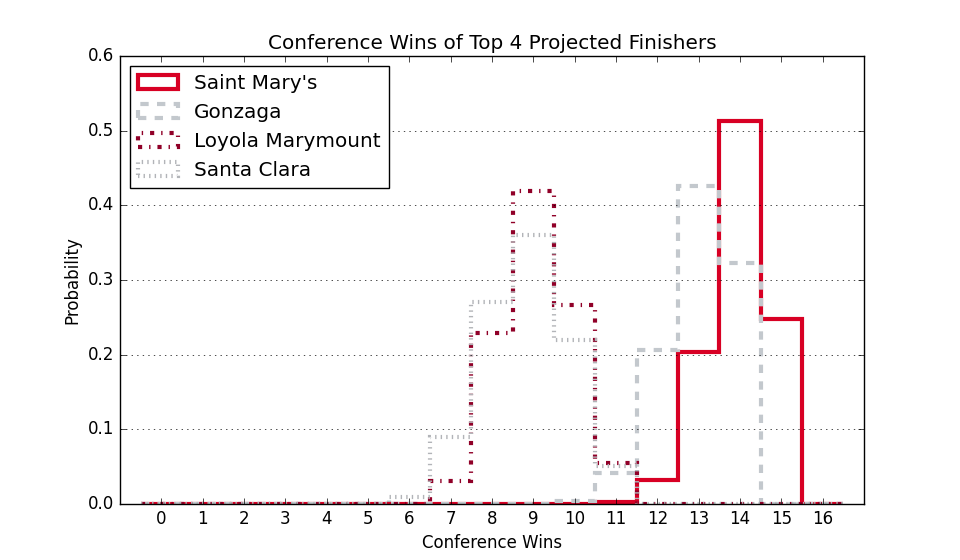 Conference Wins of Top 4 Projected Finishers
0.6
0.5
0.4
0.3
0.2
0.1
0.0
Probability
Saint Mary's
Gonzaga
Loyola Marymount
Santa Clara
0 1 2 3 4 5 6 7 8 9 10 11 12 13 14 15 16
Conference Wins